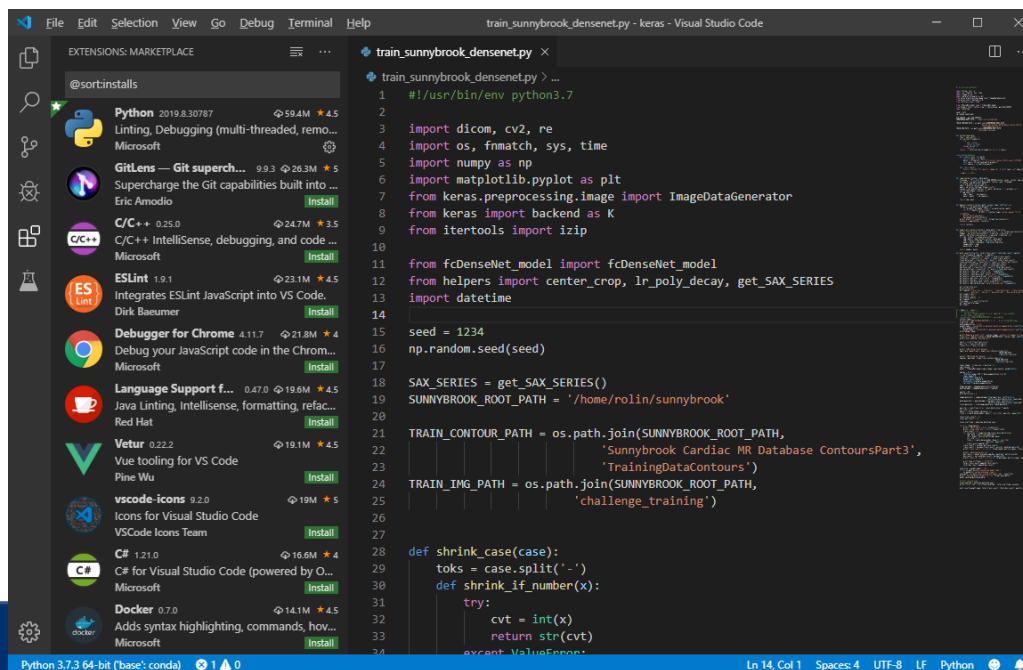 File Edit Selection View Go Debug Terminal Help train_sunnybrook_densenet.py - keras - Visual Studio Code
EXTENSIONS: MARKETPLACE
@sort:installs
Python 2019.8.30787 59.4M ★4.5
Linting, Debugging (multi-threaded, remo...
Microsoft
GitLens — Git superch... 9.9.3 26.3M ★5
Supercharge the Git capabilities built into ...
Eric Amodio Install
C/C++ 0.25.0 24.7M ★3.5
C/C++
C/C++ IntelliSense, debugging, and code ...
Microsoft Install
ESLint 1.9.1 23.1M ★4.5
ES
Lint
Integrates ESLint JavaScript into VS Code.
Dirk Baeumer Install
Debugger for Chrome 4.11.7 21.8M ★4
Debug your JavaScript code in the Chrom...
Microsoft Install
Language Support f... 0.47.0 19.6M ★4.5
Java Linting, Intellisense, formatting, refac...
Red Hat Install
Vetur 0.22.2 19.1M ★4.5
Vue tooling for VS Code
Pine Wu Install
vscode-icons 9.2.0 19M ★5
Icons for Visual Studio Code
VSCode Icons Team Install
C# 1.21.0 16.6M ★4
C#
C# for Visual Studio Code (powered by O...
Microsoft Install
Docker 0.7.0 14.1M ★4.5
docker
Adds syntax highlighting, commands, hov...
Microsoft Install
train_sunnybrook_densenet.py ×
train_sunnybrook_densenet.py > ...
1 #!/usr/bin/env python3.7
2
3 import dicom, cv2, re
4 import os, fnmatch, sys, time
5 import numpy as np
6 import matplotlib.pyplot as plt
7 from keras.preprocessing.image import ImageDataGenerator
8 from keras import backend as K
9 from itertools import izip
10
11 from fcDenseNet_model import fcDenseNet_model
12 from helpers import center_crop, lr_poly_decay, get_SAX_SERIES
13 import datetime
14
15 seed = 1234
16 np.random.seed(seed)
17
18 SAX_SERIES = get_SAX_SERIES()
19 SUNNYBROOK_ROOT_PATH = '/home/rolin/sunnybrook'
20
21 TRAIN_CONTOUR_PATH = os.path.join(SUNNYBROOK_ROOT_PATH,
22 'Sunnybrook Cardiac MR Database ContoursPart3',
23 'TrainingDataContours')
24 TRAIN_IMG_PATH = os.path.join(SUNNYBROOK_ROOT_PATH,
25 'challenge_training')
26
27
28 def shrink_case(case):
29 toks = case.split('-')
30 def shrink_if_number(x):
31 try:
32 cvt = int(x)
33 return str(cvt)
34 except ValueError:
Python 3.7.3 64-bit ('base': conda) 1 0 Ln 14, Col 1 Spaces: 4 UTF-8 LF Python